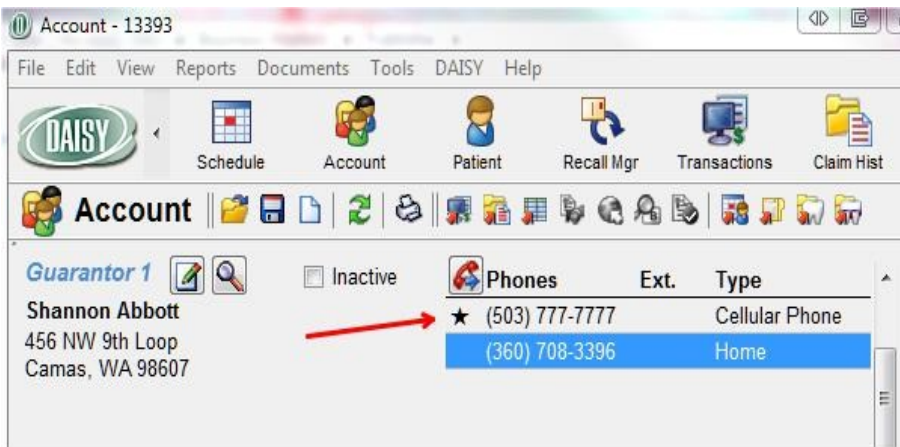 Account - 13393
File Edit View Reports Documents Tools DAISY Help
DAISY Schedule Account Patient Recall Mgr Transactions Claim Hist
Account
Guarantor 1 Inactive Phones Ext. Type
Shannon Abbott (503) 777-7777 Cellular Phone
456 NW 9th Loop (360) 708-3396 Home
Camas, WA 98607